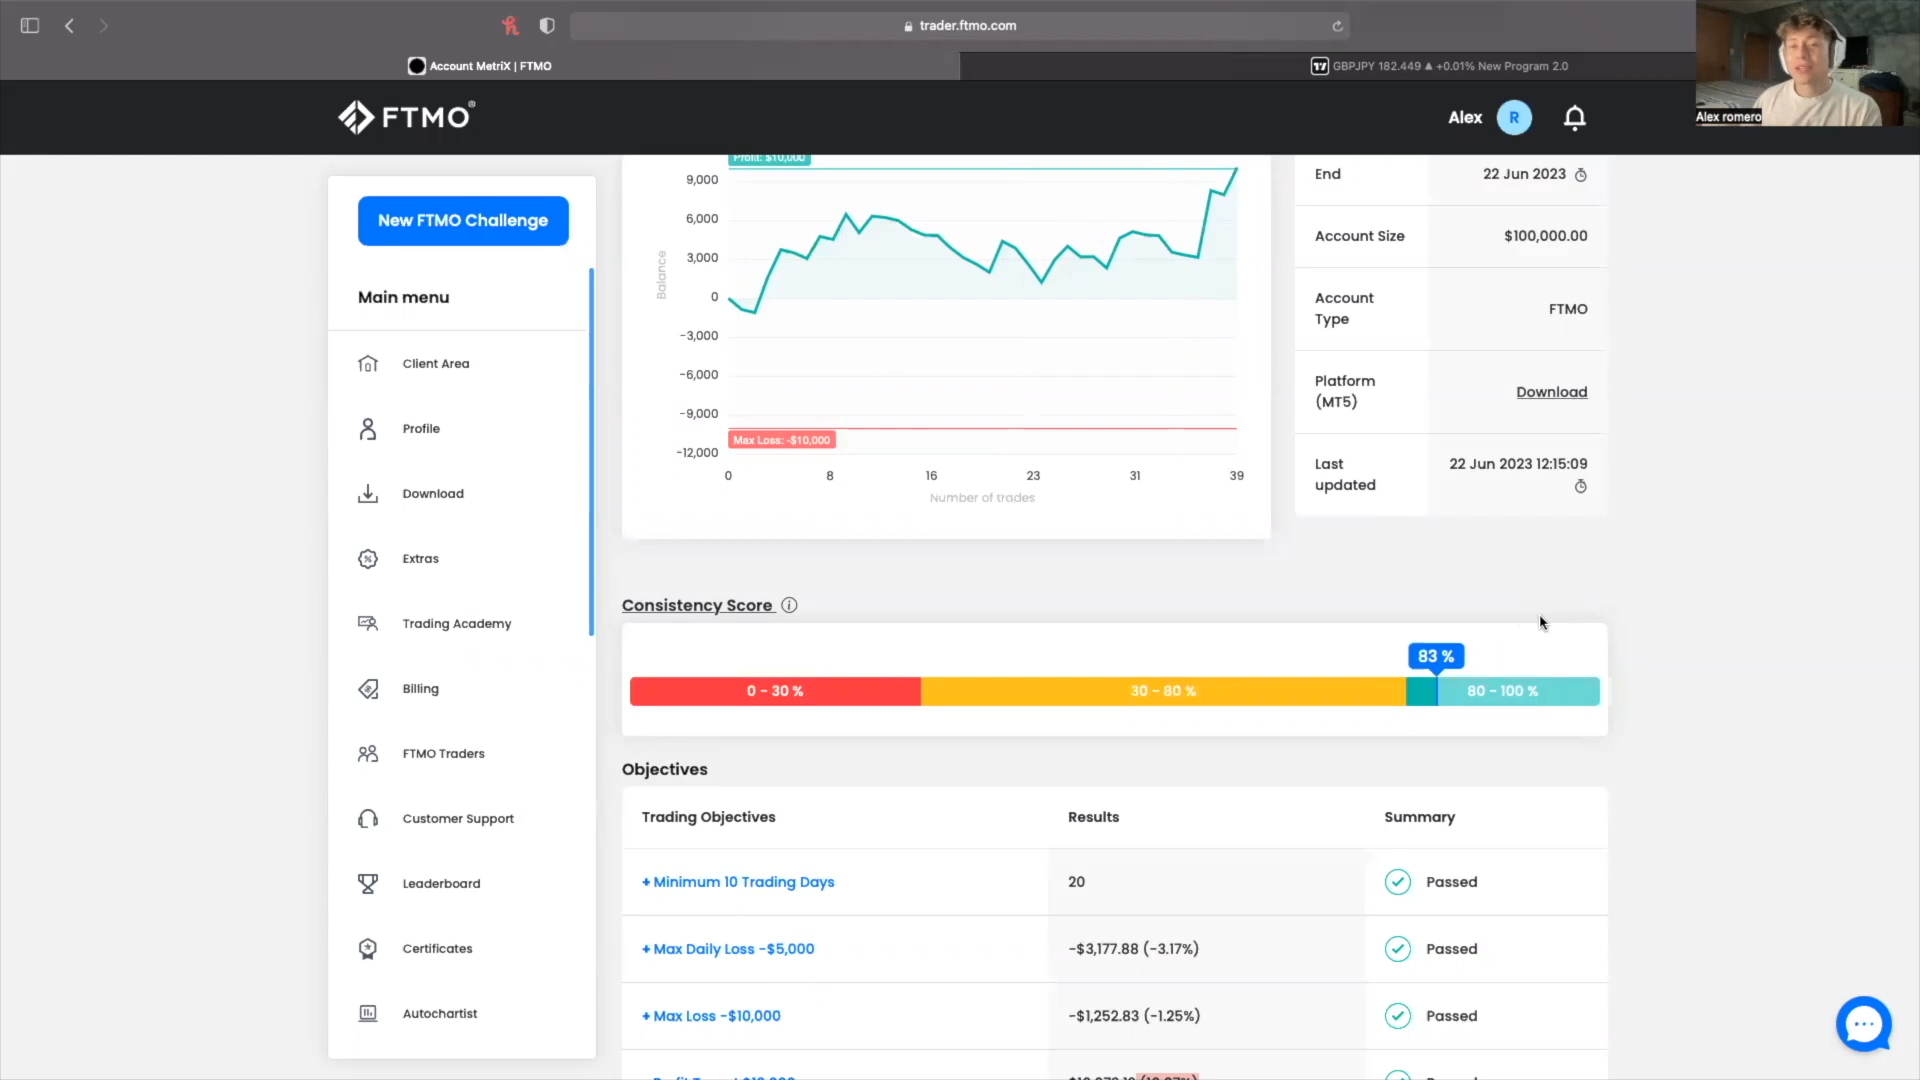 trader.ftmo.com
Account MetriX | FTMO
GBPJPY 182.449 ▲ +0.01% New Program 2.0
Alex romero
FTMO®
Alex
R
New FTMO Challenge
Main menu
Client Area
Profile
Download
Extras
Trading Academy
Billing
FTMO Traders
Customer Support
Leaderboard
Certificates
Autochartist
Profit: $10,000
9,000
6,000
3,000
0
-3,000
-6,000
-9,000
-12,000
Balance
Max Loss: -$10,000
0 8 16 23 31 39
Number of trades
End 22 Jun 2023
Account Size $100,000.00
Account
Type
FTMO
Platform
(MT5)
Download
Last
updated
22 Jun 2023 12:15:09
Consistency Score
83 %
0 - 30 % 30 - 80 % 80 - 100 %
Objectives
Trading Objectives Results Summary
+ Minimum 10 Trading Days 20 Passed
+ Max Daily Loss -$5,000 -$3,177.88 (-3.17%) Passed
+ Max Loss -$10,000 -$1,252.83 (-1.25%) Passed